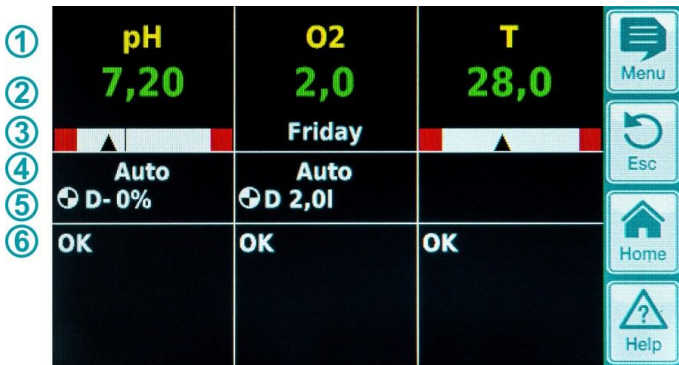 ① pH O2 T
② 7,20 2,0 28,0
③ Friday
④ Auto Auto
⑤ D- 0% D 2,0l
⑥ OK OK OK
Menu
Esc
Home
Help